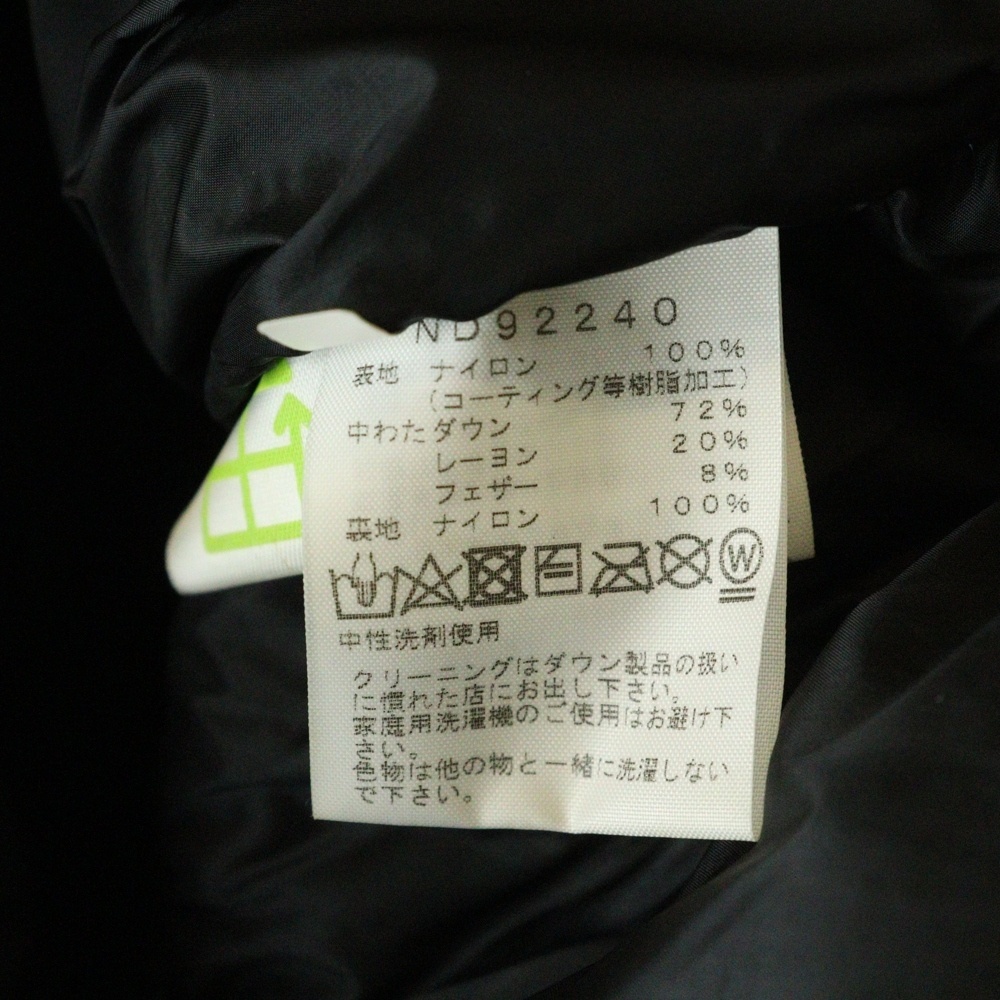 ND92240
表地 ナイロン 100%
(コーティング等樹脂加工)
中わた ダウン 72%
レーヨン 20%
フェザー 8%
裏地 ナイロン 100%
W
中性洗剤使用
クリーニングはダウン製品の扱い
に慣れた店にお出し下さい。
家庭用洗濯機のご使用はお避け下
さい。
色物は他の物と一緒に洗濯しない
で下さい。